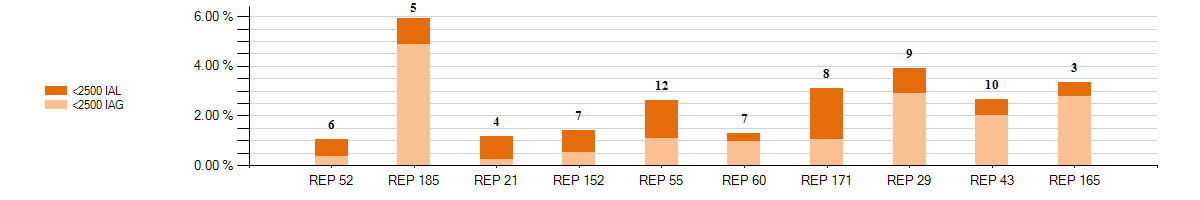 6.00 %
4.00 %
2.00 %
0.00 %
<2500 IAL
<2500 IAG
6
5
4
7
12
7
8
9
10
3
REP 52
REP 185
REP 21
REP 152
REP 55
REP 60
REP 171
REP 29
REP 43
REP 165